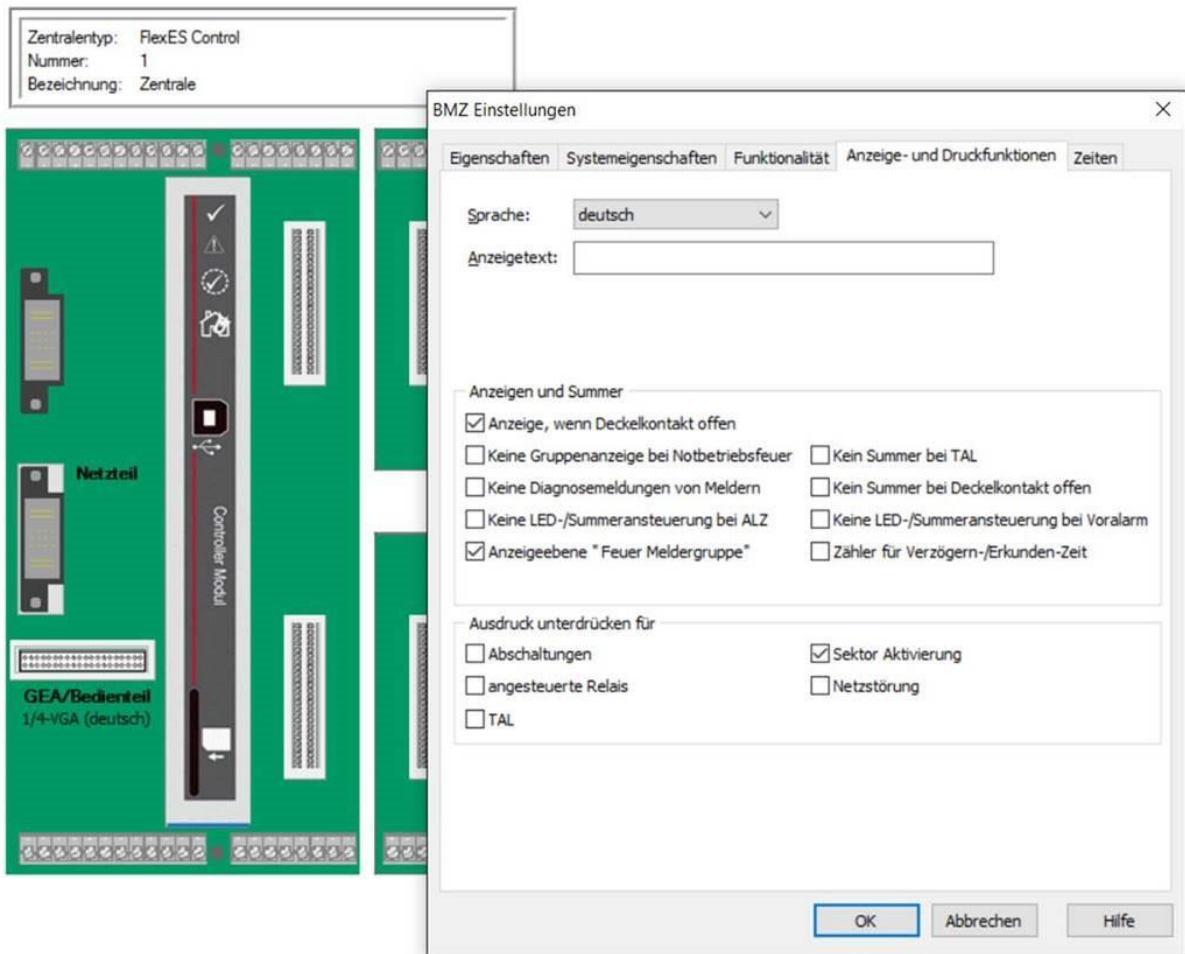 Zentralentyp: FlexES Control
Nummer: 1
Bezeichnung: Zentrale
Netzteil
GEA/Bedienteil
1/4-VGA (deutsch)
Controller Modul
BMZ Einstellungen
Eigenschaften Systemeigenschaften Funktionalität Anzeige- und Druckfunktionen Zeiten
Sprache: deutsch
Anzeigetext:
Anzeigen und Summer
Anzeige, wenn Deckelkontakt offen
Keine Gruppenanzeige bei Notbetriebsfeuer Kein Summer bei TAL
Keine Diagnosemeldungen von Meldern Kein Summer bei Deckelkontakt offen
Keine LED-/Summeransteuerung bei ALZ Keine LED-/Summeransteuerung bei Voralarm
Anzeigeebene " Feuer Meldergruppe" Zähler für Verzögern-/Erkunden-Zeit
Ausdruck unterdrücken für
Abschaltungen Sektor Aktivierung
angesteuerte Relais Netzstörung
TAL
OK Abbrechen Hilfe